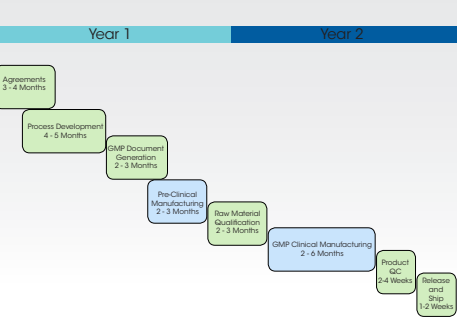 Year 1
Year 2
Agreements
3 - 4 Months
Process Development
4 - 5 Months
GMP Document
Generation
2 - 3 Months
Pre-Clinical
Manufacturing
2 - 3 Months
Raw Material
Qualification
2 - 3 Months
GMP Clinical Manufacturing
2 - 6 Months
Product
QC
2-4 Weeks
Release
and
Ship
1-2 Weeks